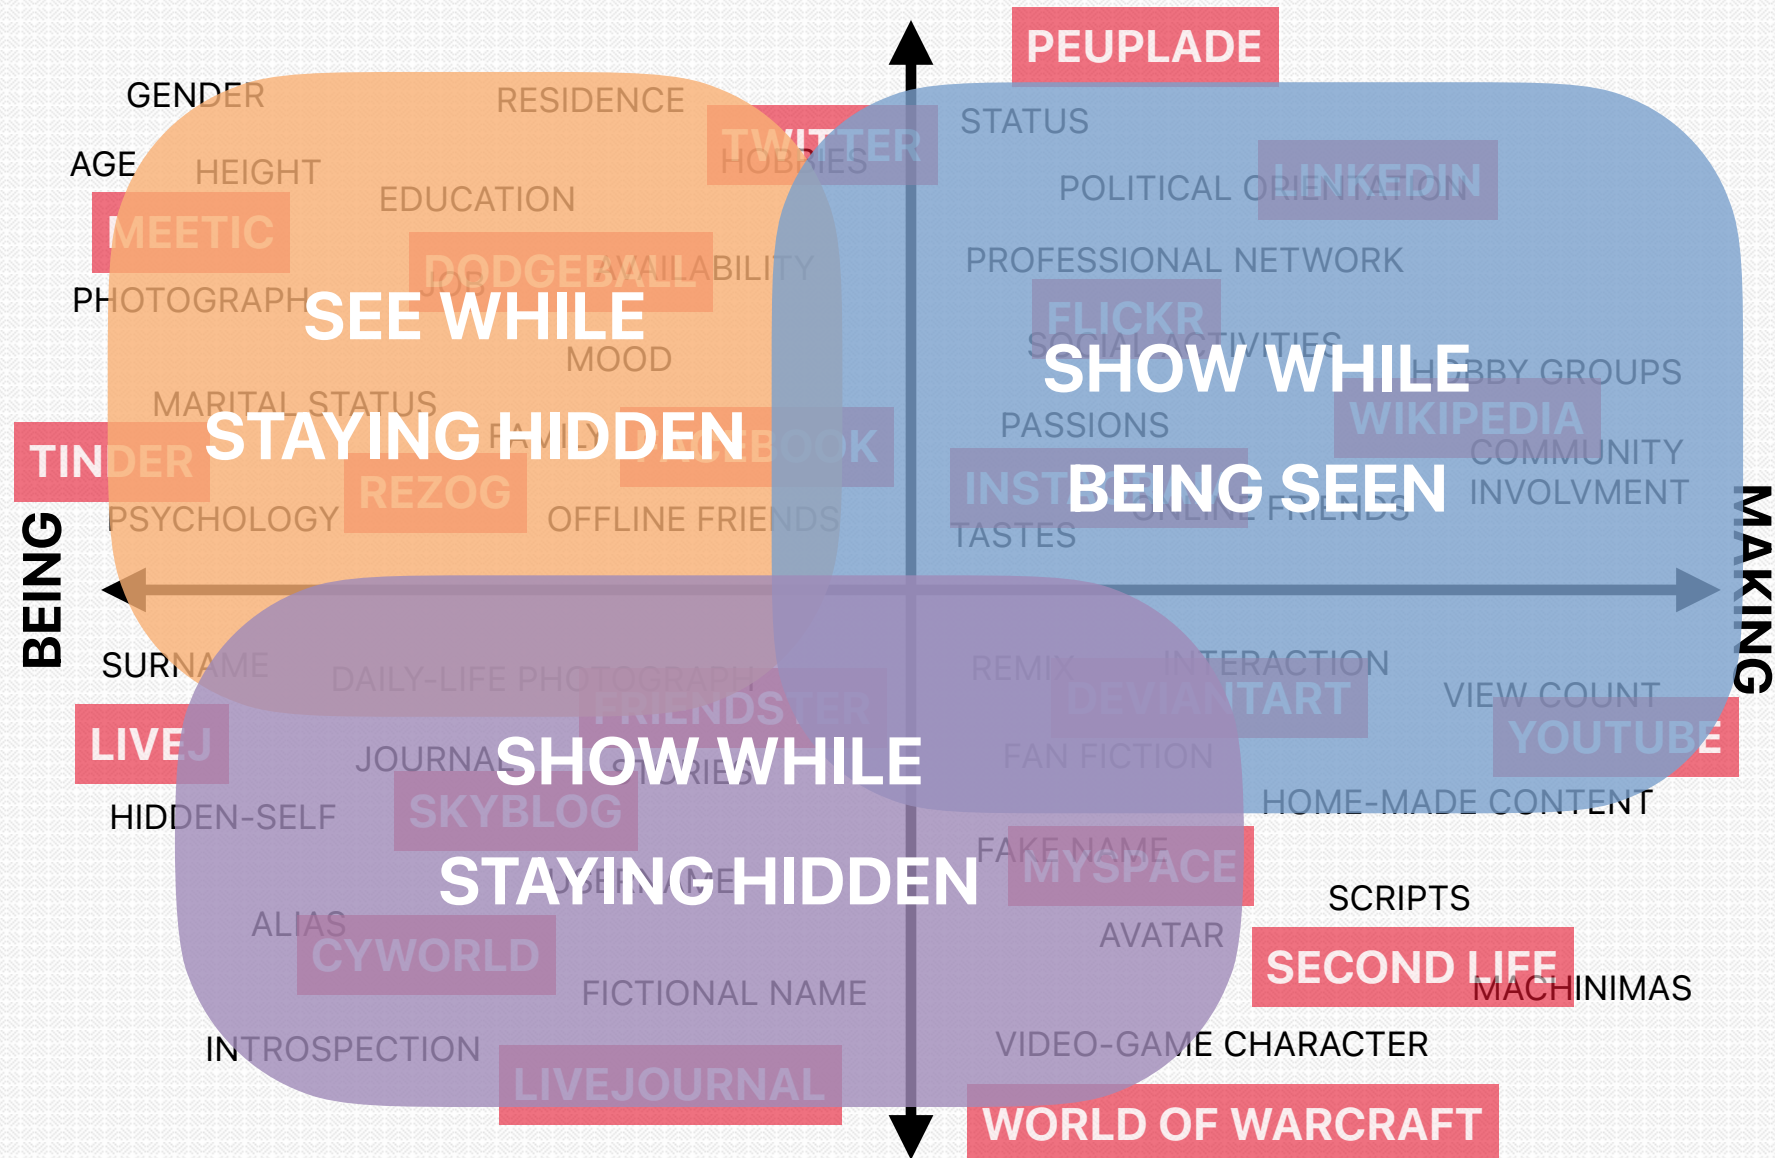 PEUPLADE
GENDER
RESIDENCE
STATUS
TWITTER
HOBBIES
AGE
HEIGHT
EDUCATION
LINKEDIN
POLITICAL ORIENTATION
MEETIC
DODGEBALL
AVAILABILITY
JOB
PROFESSIONAL NETWORK
PHOTOGRAPH
FLICKR
SOCIAL ACTIVITIES
SEE WHILE
STAYING HIDDEN
SHOW WHILE
BEING SEEN
MOOD
HOBBY GROUPS
MARITAL STATUS
FAMILY
FACEBOOK
PASSIONS
WIKIPEDIA
COMMUNITY
INVOLVMENT
TINDER
REZOG
INSTAGRAM
ONLINE FRIENDS
PSYCHOLOGY
OFFLINE FRIENDS
TASTES
BEING
MAKING
SURNAME
DAILY-LIFE PHOTOGRAPH
REMIX
INTERACTION
FRIENDSTER
DEVIANTART
VIEW COUNT
LIVEJ
YOUTUBE
JOURNAL
STORIES
FAN FICTION
SHOW WHILE
STAYING HIDDEN
HIDDEN-SELF
SKYBLOG
HOME-MADE CONTENT
FAKE NAME
MYSPACE
USERNAME
SCRIPTS
ALIAS
CYWORLD
AVATAR
SECOND LIFE
MACHINIMAS
FICTIONAL NAME
INTROSPECTION
VIDEO-GAME CHARACTER
LIVEJOURNAL
WORLD OF WARCRAFT